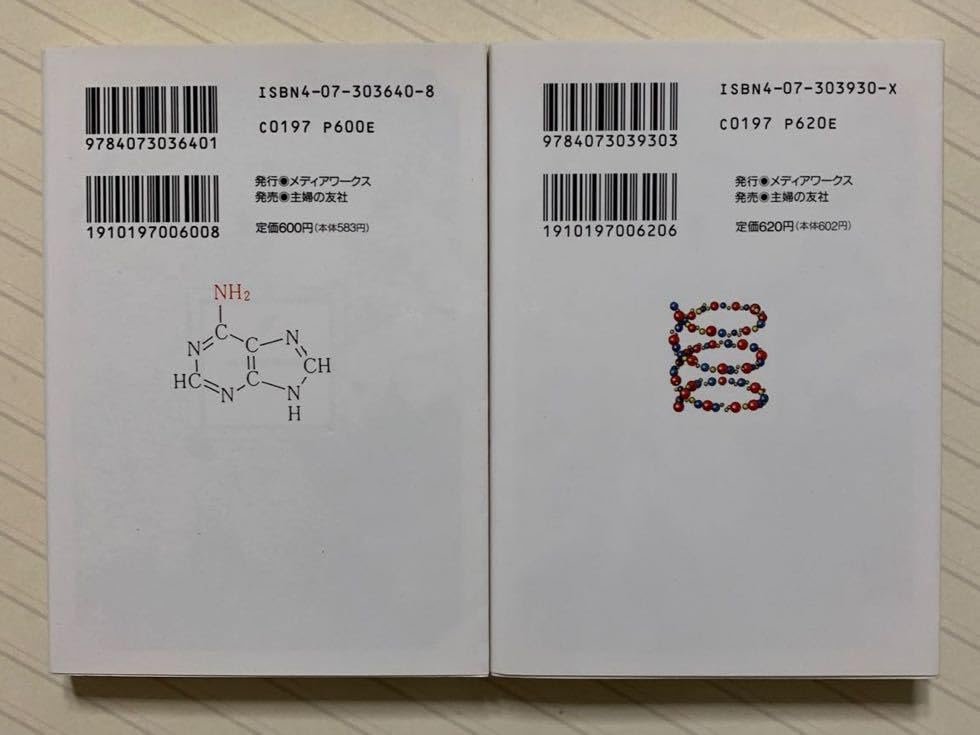 ISBN4-07-303640-8
C0197 P600E
9784073036401
発行◉メディアワークス
発売◉主婦の友社
定価600円(本体583円)
1910197006008
NH2
C
N
N
C
CH
HC
C
N
N
H
ISBN4-07-303930-X
C0197 P620E
9784073039303
発行◉メディアワークス
発売◉主婦の友社
定価620円(本体602円)
1910197006206